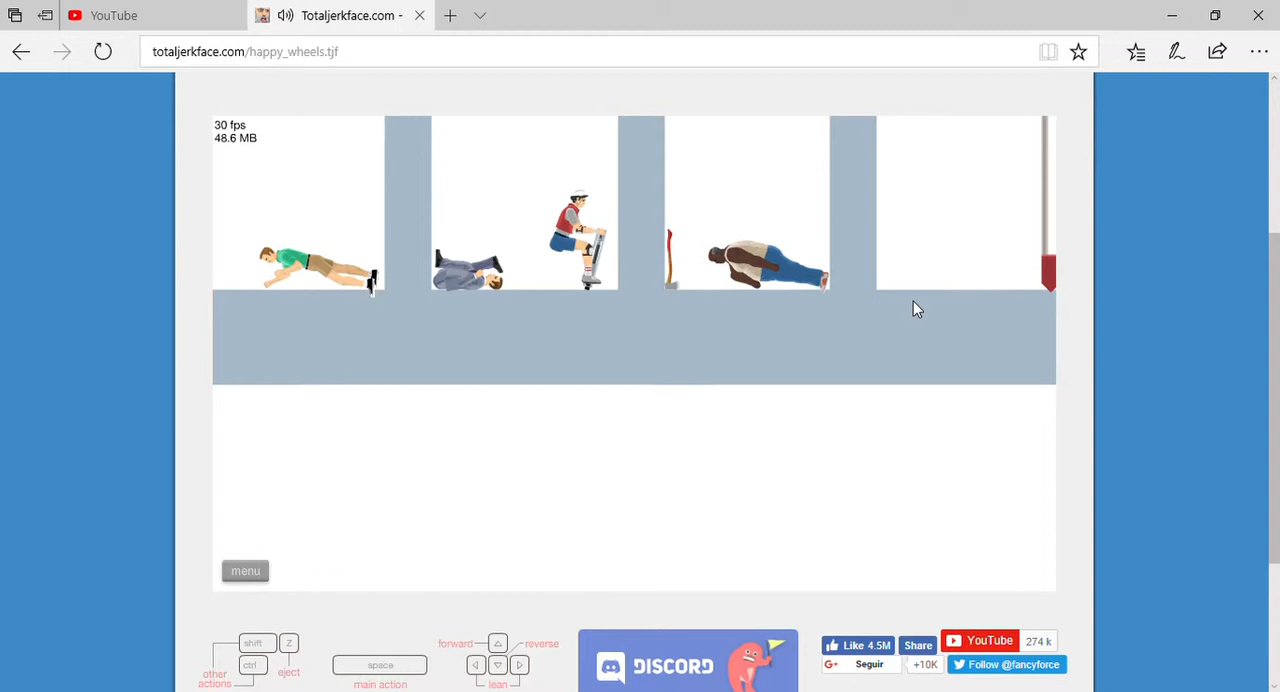 YouTube
Totaljerkface.com -
totaljerkface.com/happy_wheels.tjf
30 fps
48.6 MB
menu
shift
Z
ctrl
other actions
eject
space
main action
forward
reverse
lean
DISCORD
Like 4.5M
Share
YouTube
274 k
G+
Seguir
+10K
Follow @fancyforce